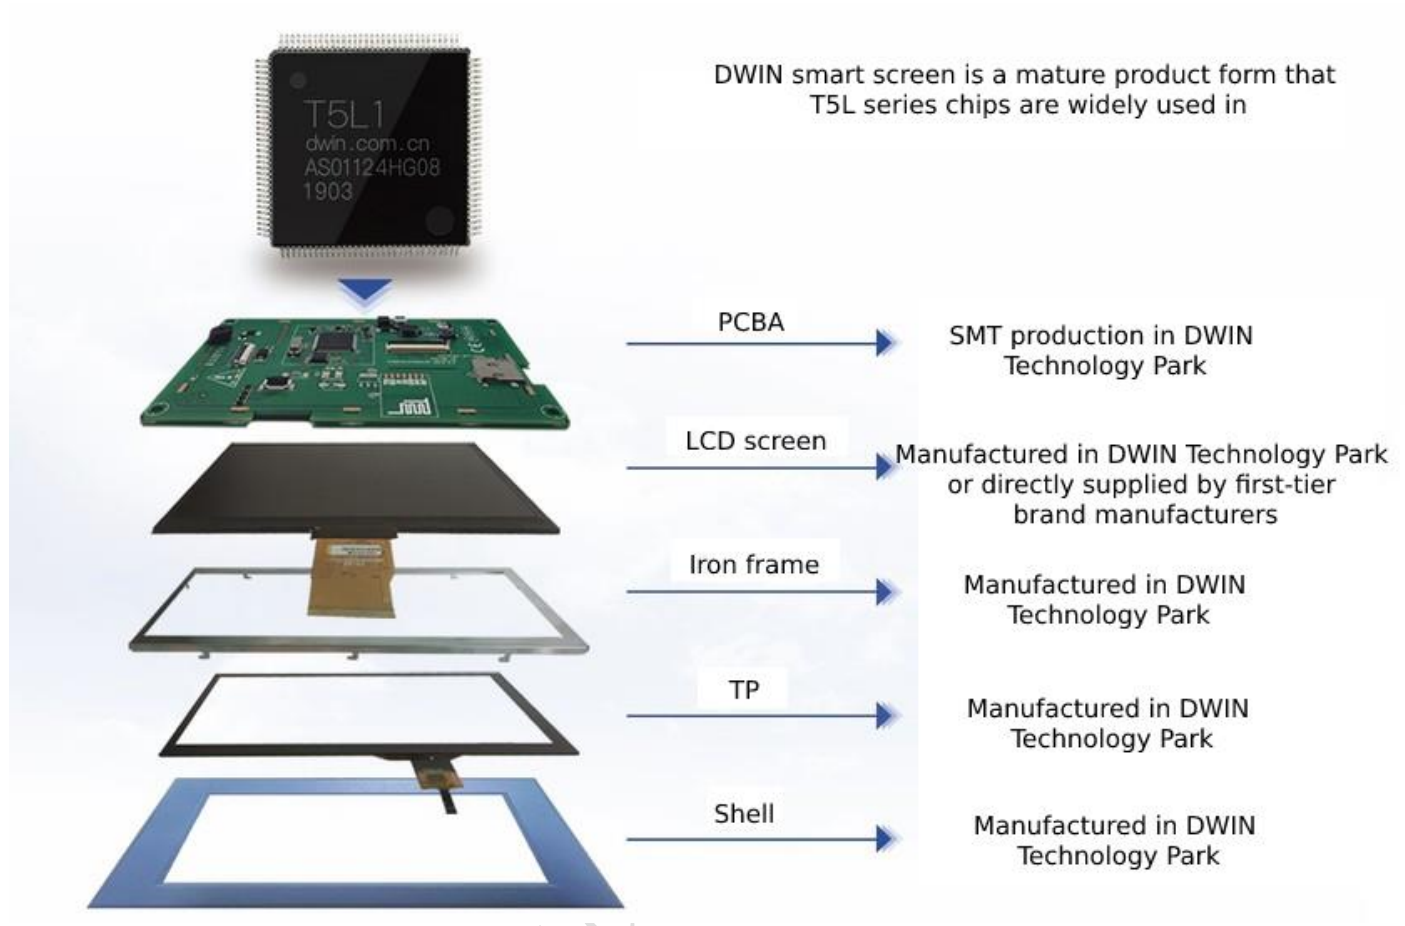 T5L1
dwin.com.cn
AS01124HG08
1903
DWIN smart screen is a mature product form that
T5L series chips are widely used in
PCBA
SMT production in DWIN
Technology Park
LCD screen
Manufactured in DWIN Technology Park
or directly supplied by first-tier
brand manufacturers
Iron frame
Manufactured in DWIN
Technology Park
TP
Manufactured in DWIN
Technology Park
Shell
Manufactured in DWIN
Technology Park